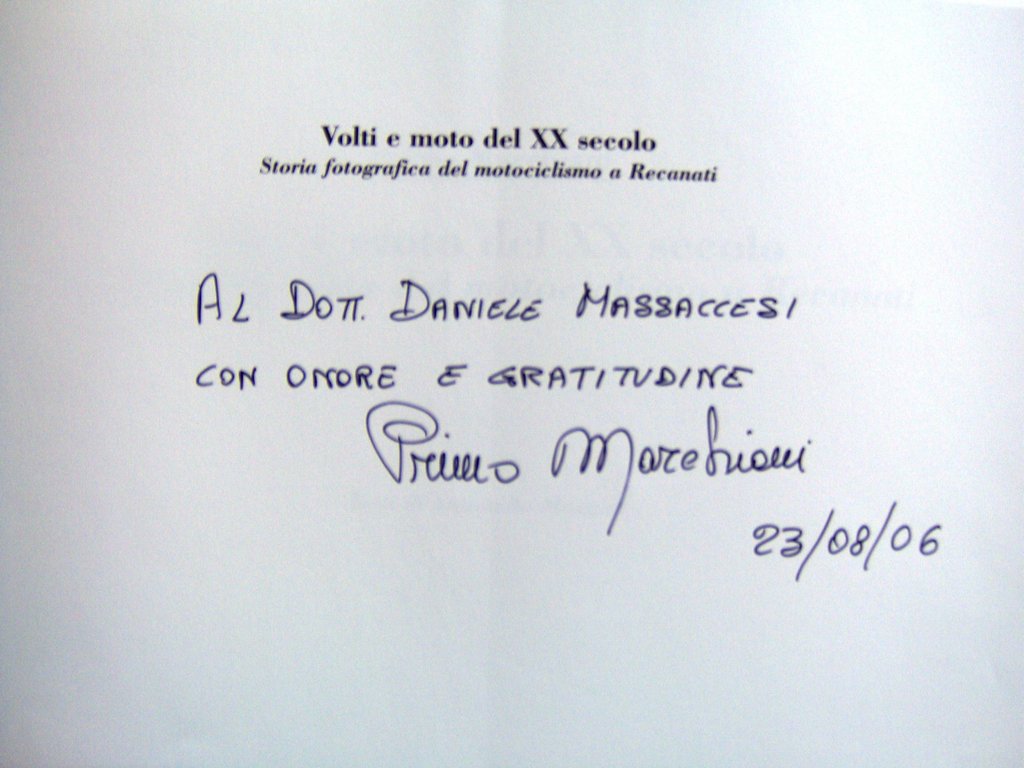 Volti e moto del XX secolo
Storia fotografica del motociclismo a Recanati
AL DOTT. DANIELE MASSACCESI
CON ONORE E GRATITUDINE
Primo Marchiani
23/08/06